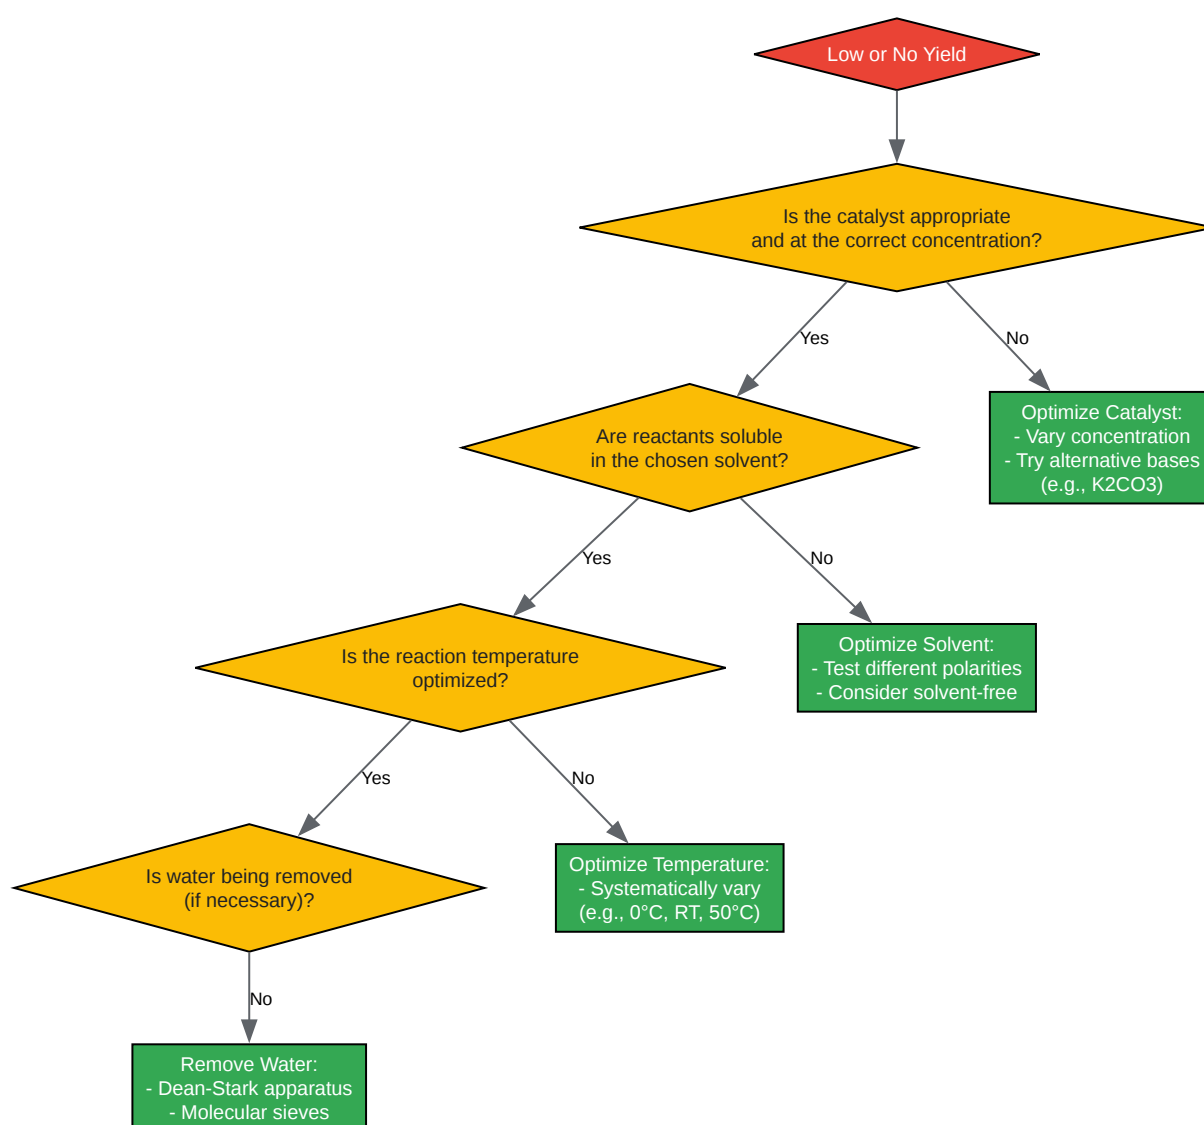 Low or No Yield
Is the catalyst appropriate
and at the correct concentration?
Yes
No
Optimize Catalyst:
- Vary concentration
- Try alternative bases
(e.g., K2CO3)
Are reactants soluble
in the chosen solvent?
Yes
No
Optimize Solvent:
- Test different polarities
- Consider solvent-free
Is the reaction temperature
optimized?
Yes
No
Optimize Temperature:
- Systematically vary
(e.g., 0°C, RT, 50°C)
Is water being removed
(if necessary)?
No
Remove Water:
- Dean-Stark apparatus
- Molecular sieves